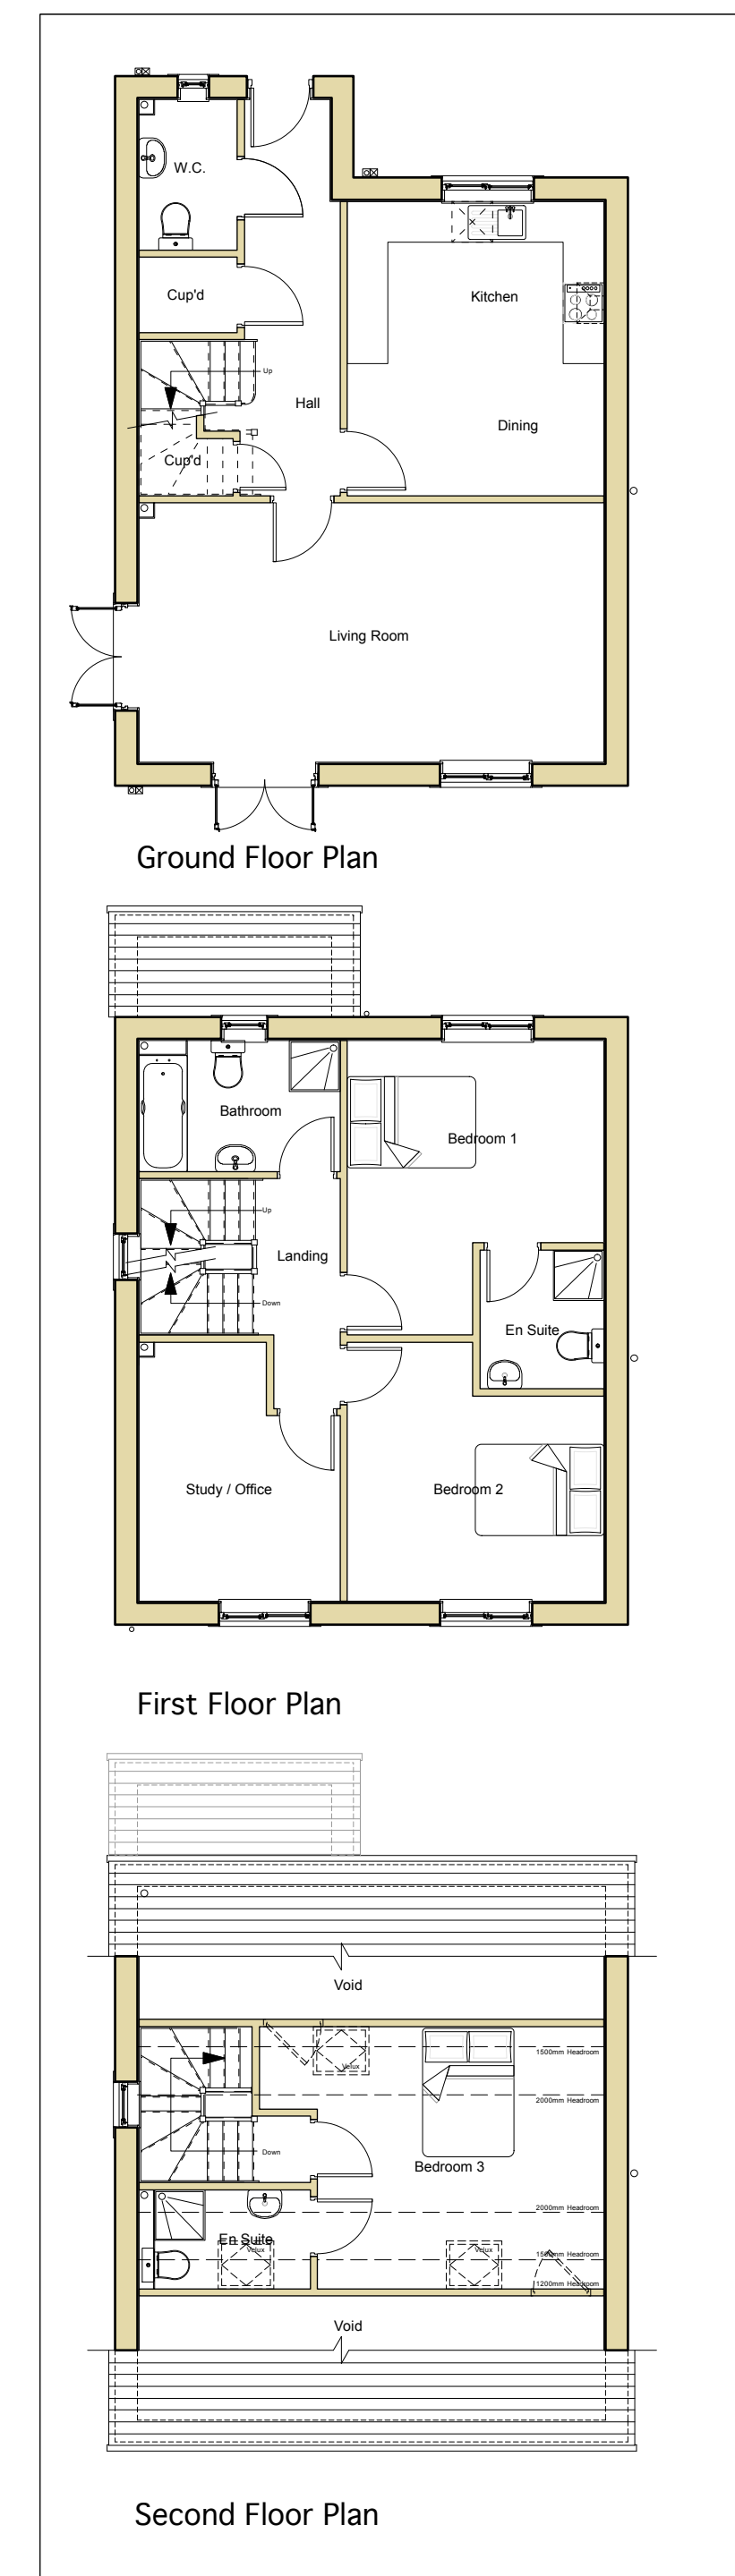 W.C.
Cup'd
Kitchen
Up
Hall
Dining
Cup'd
Living Room
Ground Floor Plan
Bathroom
Bedroom 1
Up
Landing
Down
En Suite
Study / Office
Bedroom 2
First Floor Plan
Void
1500mm Headroom
Velux
2000mm Headroom
Down
Bedroom 3
2000mm Headroom
En Suite
Velux
Velux
1500mm Headroom
1200mm Headroom
Void
Second Floor Plan